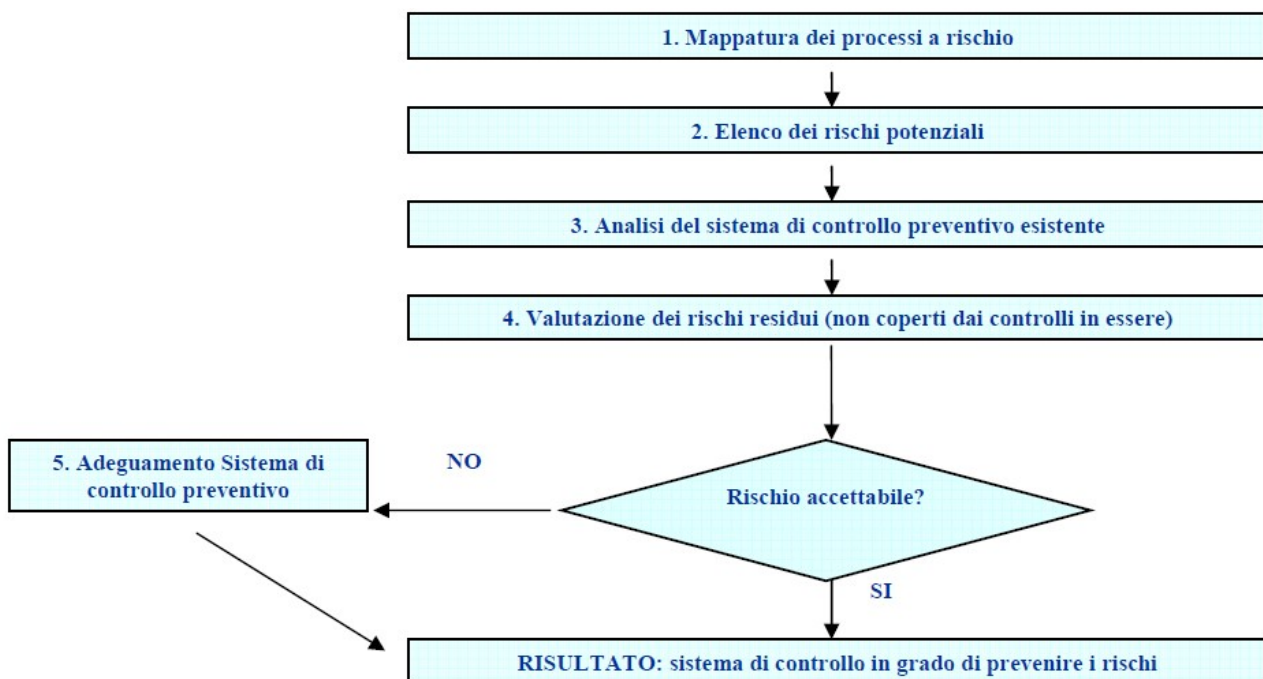 1. Mappatura dei processi a rischio
2. Elenco dei rischi potenziali
3. Analisi del sistema di controllo preventivo esistente
4. Valutazione dei rischi residui (non coperti dai controlli in essere)
5. Adeguamento Sistema di
controllo preventivo
NO
Rischio accettabile?
SI
RISULTATO: sistema di controllo in grado di prevenire i rischi